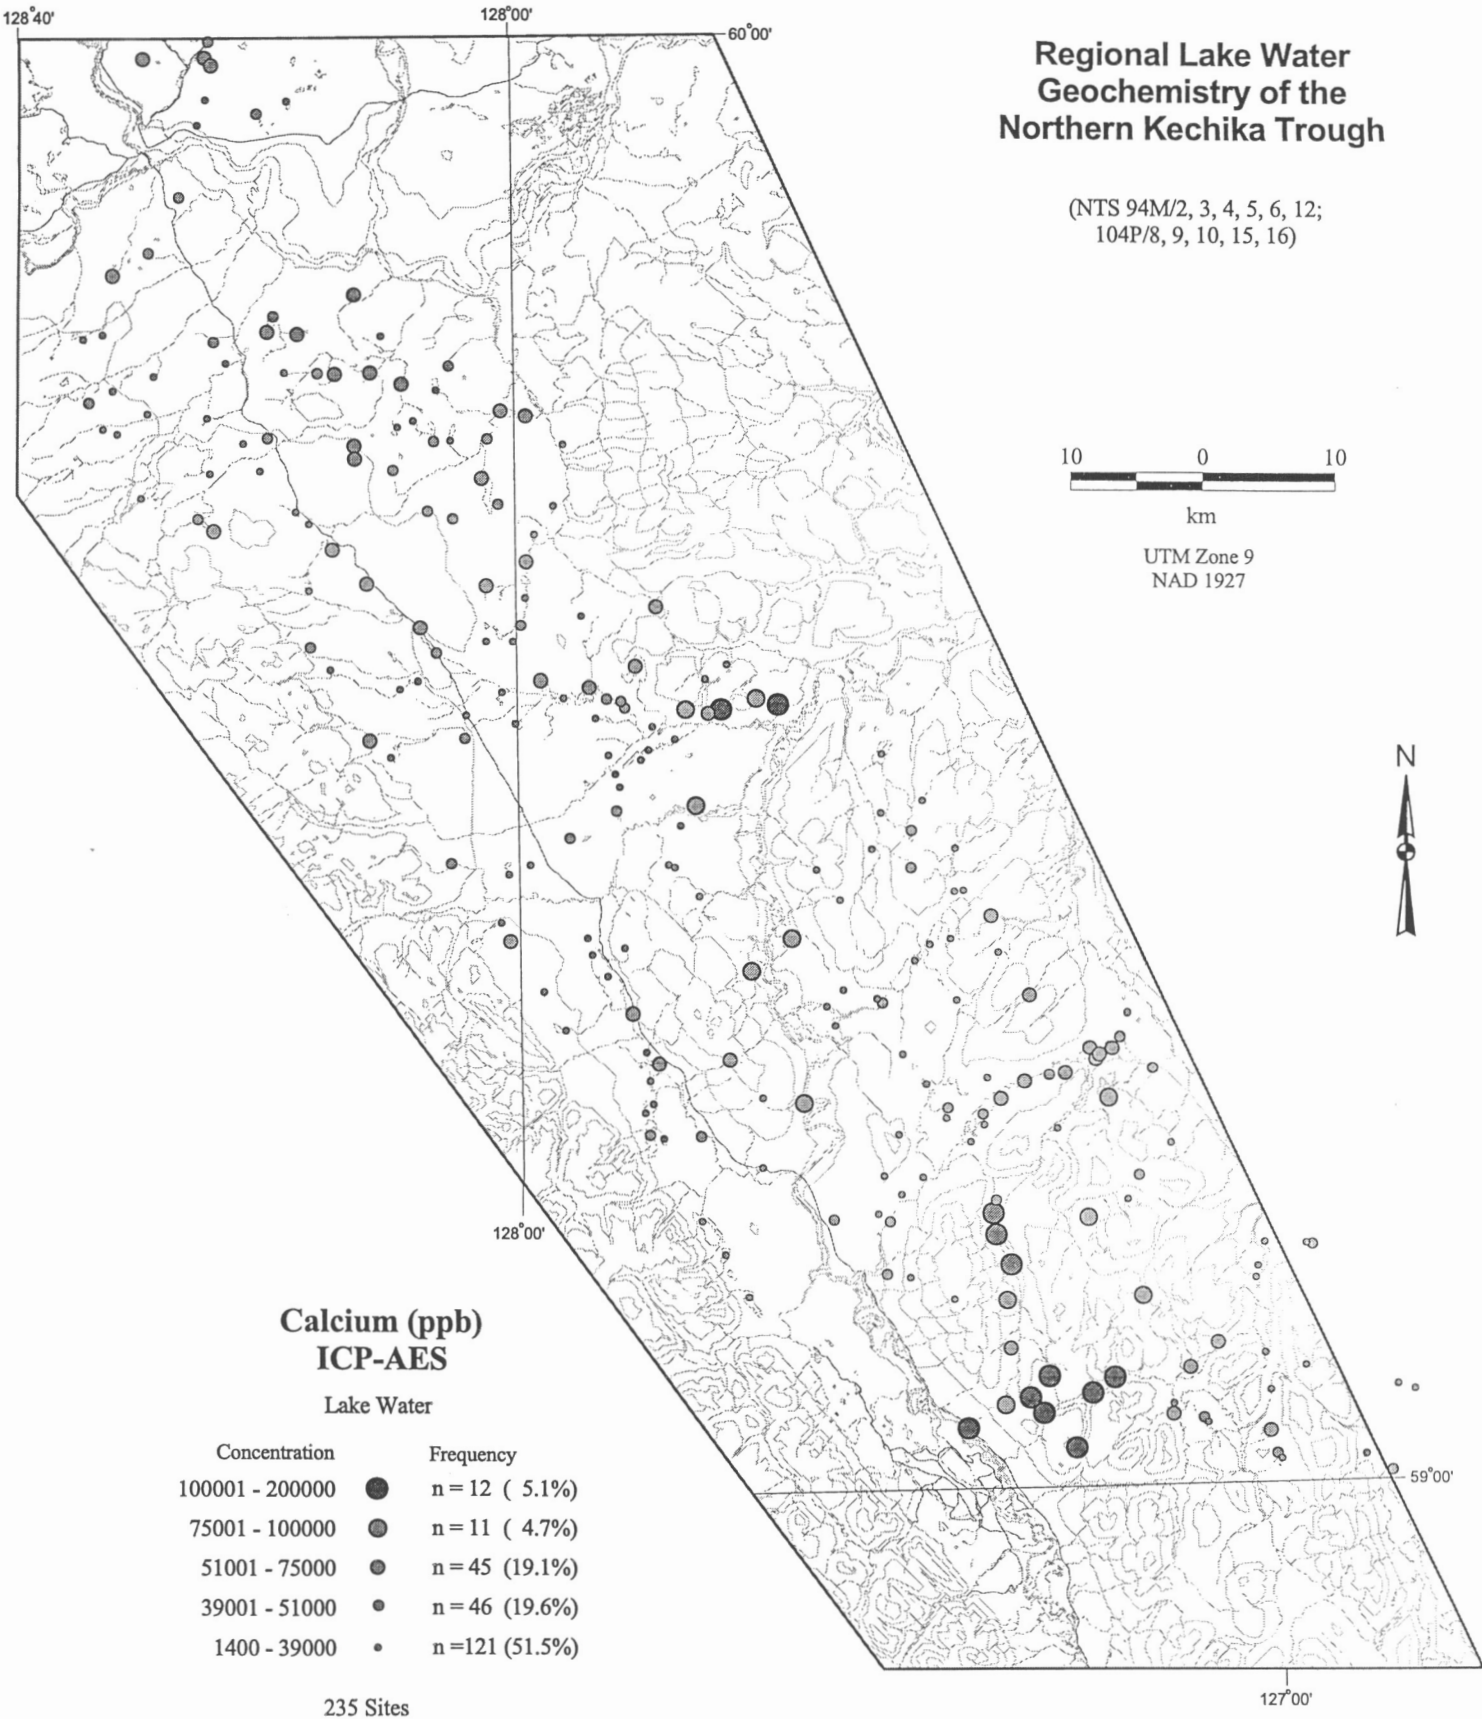 128°40'
128°00'
60°00'
Regional Lake Water
Geochemistry of the
Northern Kechika Trough
(NTS 94M/2, 3, 4, 5, 6, 12;
104P/8, 9, 10, 15, 16)
10 0 10
km
UTM Zone 9
NAD 1927
N
128°00'
Calcium (ppb)
ICP-AES
Lake Water
Concentration Frequency
100001 - 200000 n = 12 ( 5.1%)
75001 - 100000 n = 11 ( 4.7%)
51001 - 75000 n = 45 (19.1%)
39001 - 51000 n = 46 (19.6%)
1400 - 39000 n =121 (51.5%)
235 Sites
59°00'
127°00'